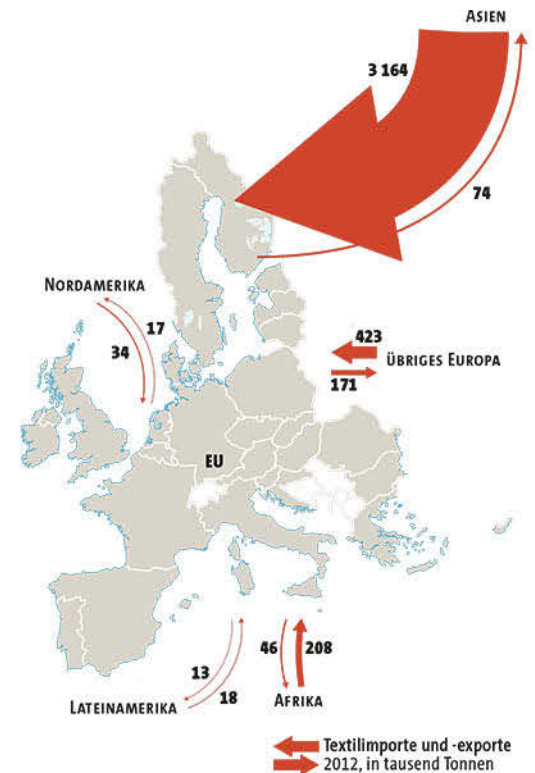 ASIEN
3 164
74
NORDAMERIKA
17
34
423
ÜBRIGES EUROPA
171
EU
46
208
13
18
LATEINAMERIKA
AFRIKA
Textilimporte und -exporte
2012, in tausend Tonnen